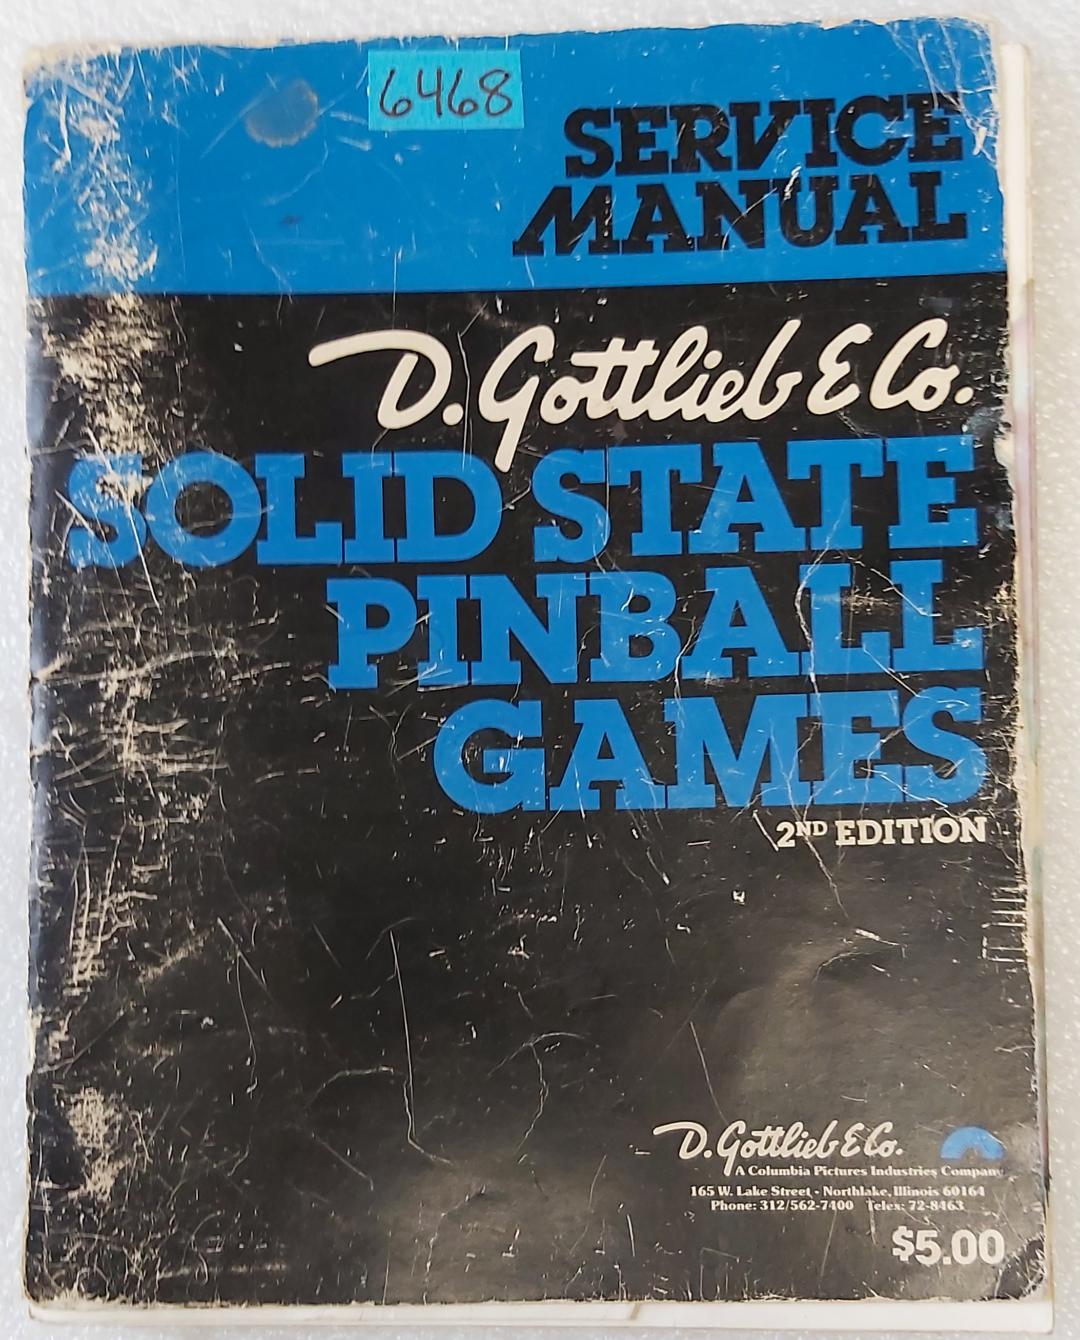 6468
SERVICE
MANUAL
D. Gottlieb & Co.
SOLID STATE
PINBALL
GAMES
2ND EDITION
D. Gottlieb & Co.
A Columbia Pictures Industries Company
165 W. Lake Street • Northlake, Illinois 60164
Phone: 312/562-7400 Telex: 72-8463
$5.00